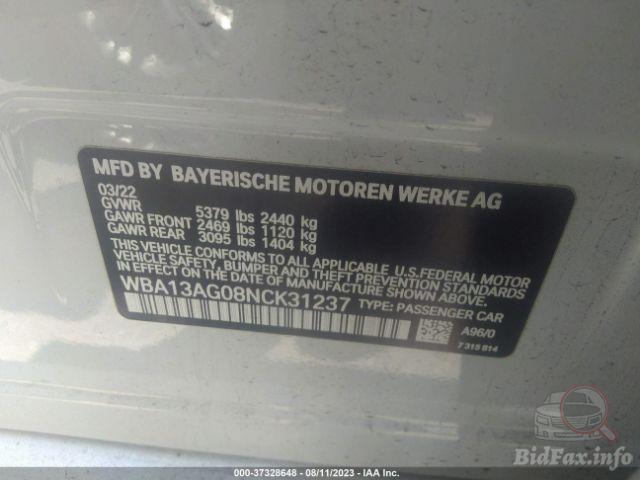 MFD BY BAYERISCHE MOTOREN WERKE AG
03/22
GVWR 5379 lbs 2440 kg
GAWR FRONT 2469 lbs 1120 kg
GAWR REAR 3095 lbs 1404 kg
THIS VEHICLE CONFORMS TO ALL APPLICABLE U.S.FEDERAL MOTOR
VEHICLE SAFETY, BUMPER AND THEFT PREVENTION STANDARDS
IN EFFECT ON THE DATE OF MANUFACTURE SHOWN ABOVE.
WBA13AG08NCK31237 TYPE: PASSENGER CAR
A96/0
7 315 814
BidFax.info
000-37328648 - 08/11/2023 - IAA Inc.